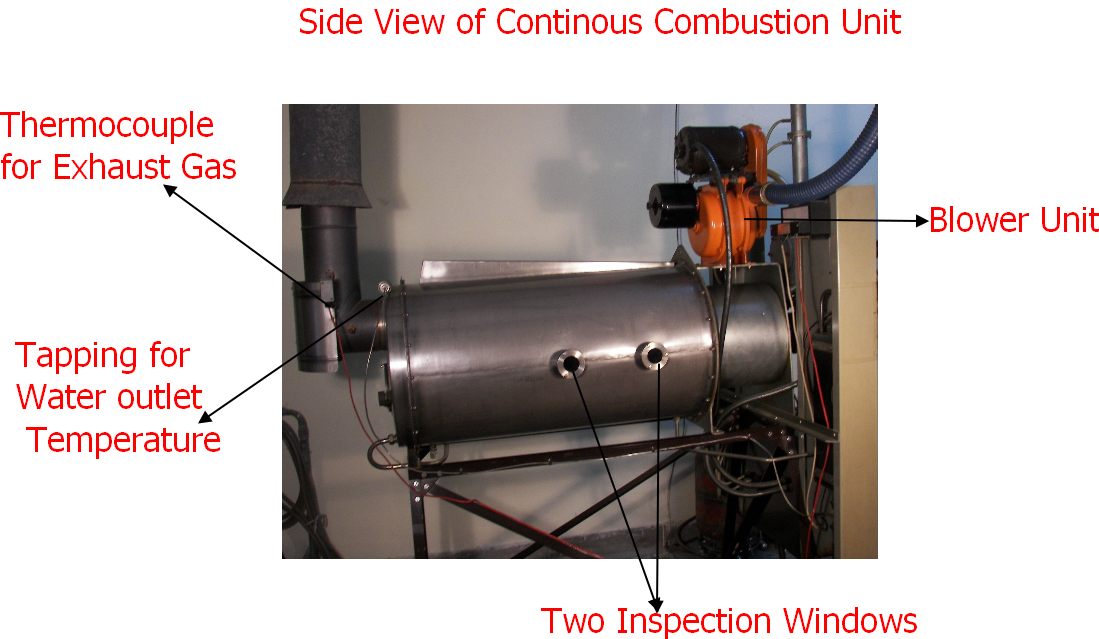 Side View of Continous Combustion Unit
Thermocouple
for Exhaust Gas
Blower Unit
Tapping for
Water outlet
Temperature
Two Inspection Windows